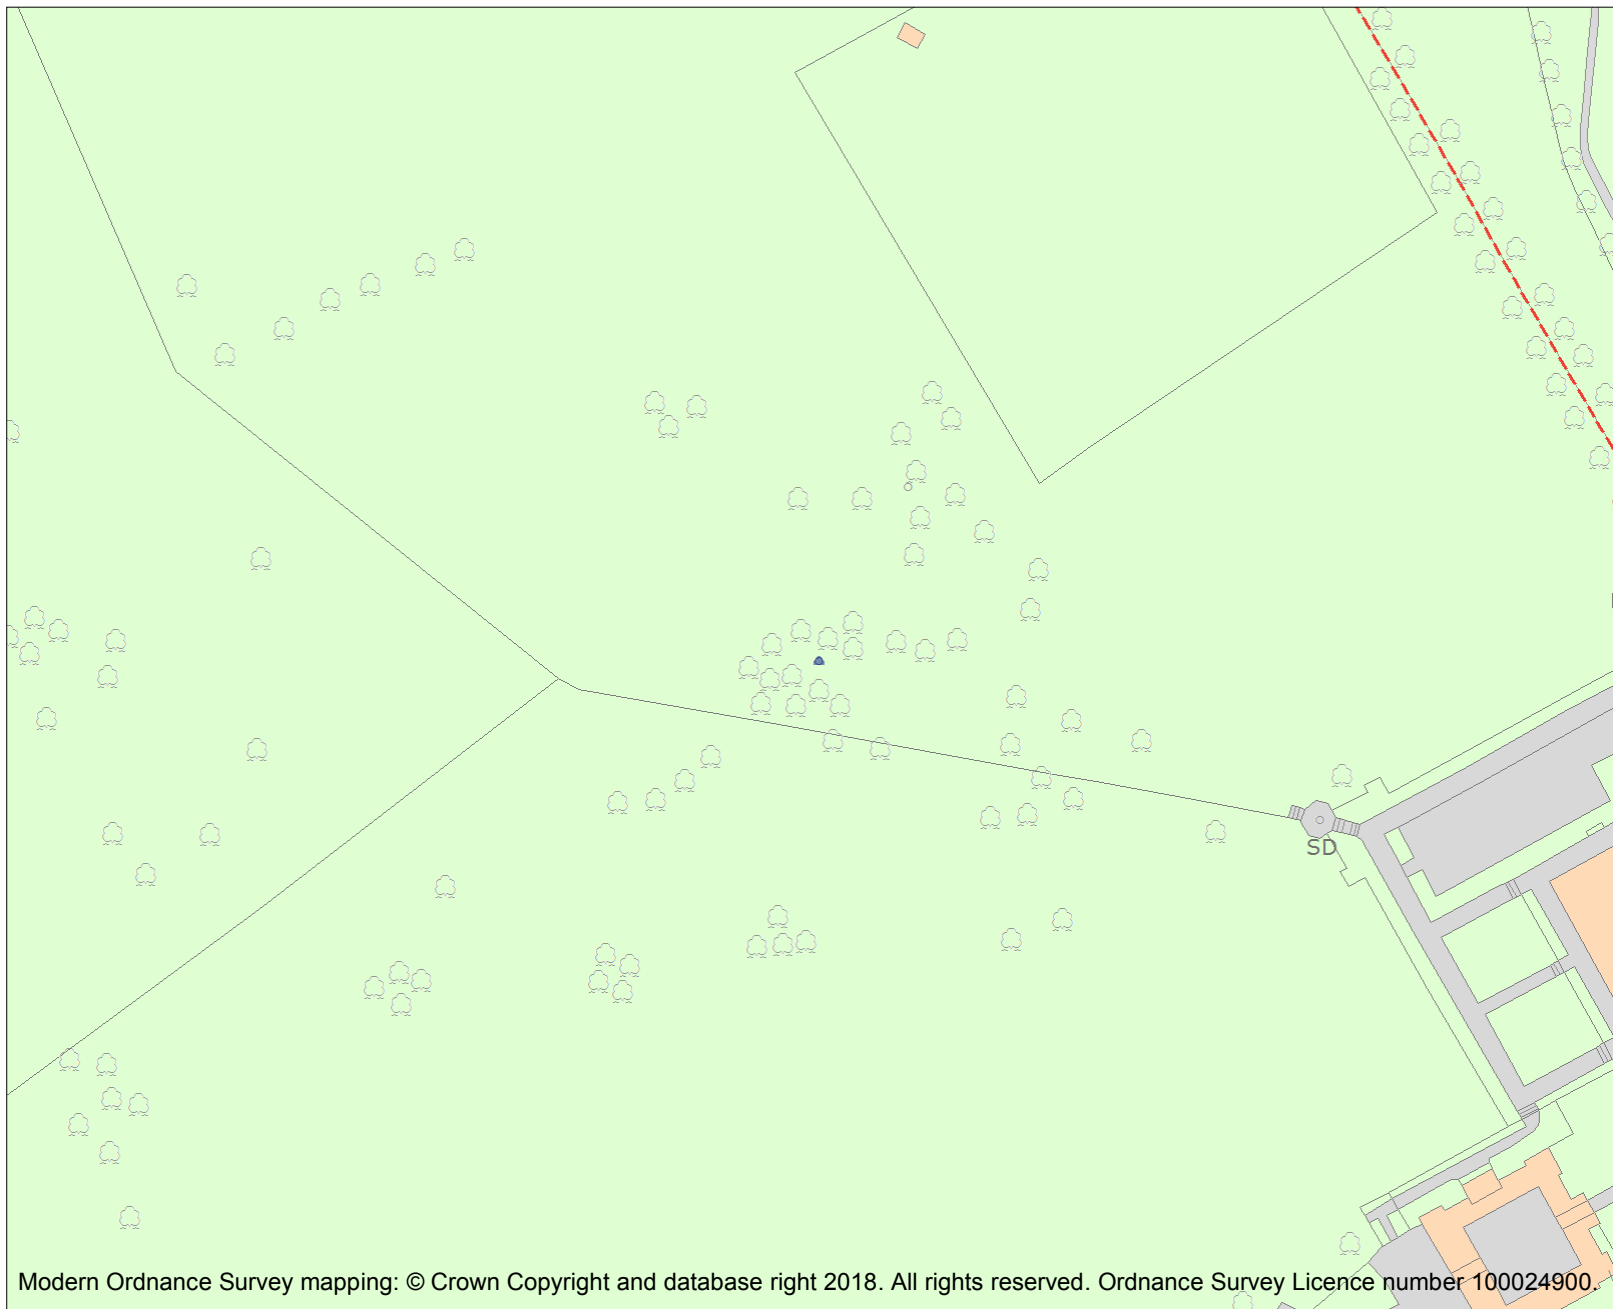 SD
Modern Ordnance Survey mapping: © Crown Copyright and database right 2018. All rights reserved. Ordnance Survey Licence number 100024900.